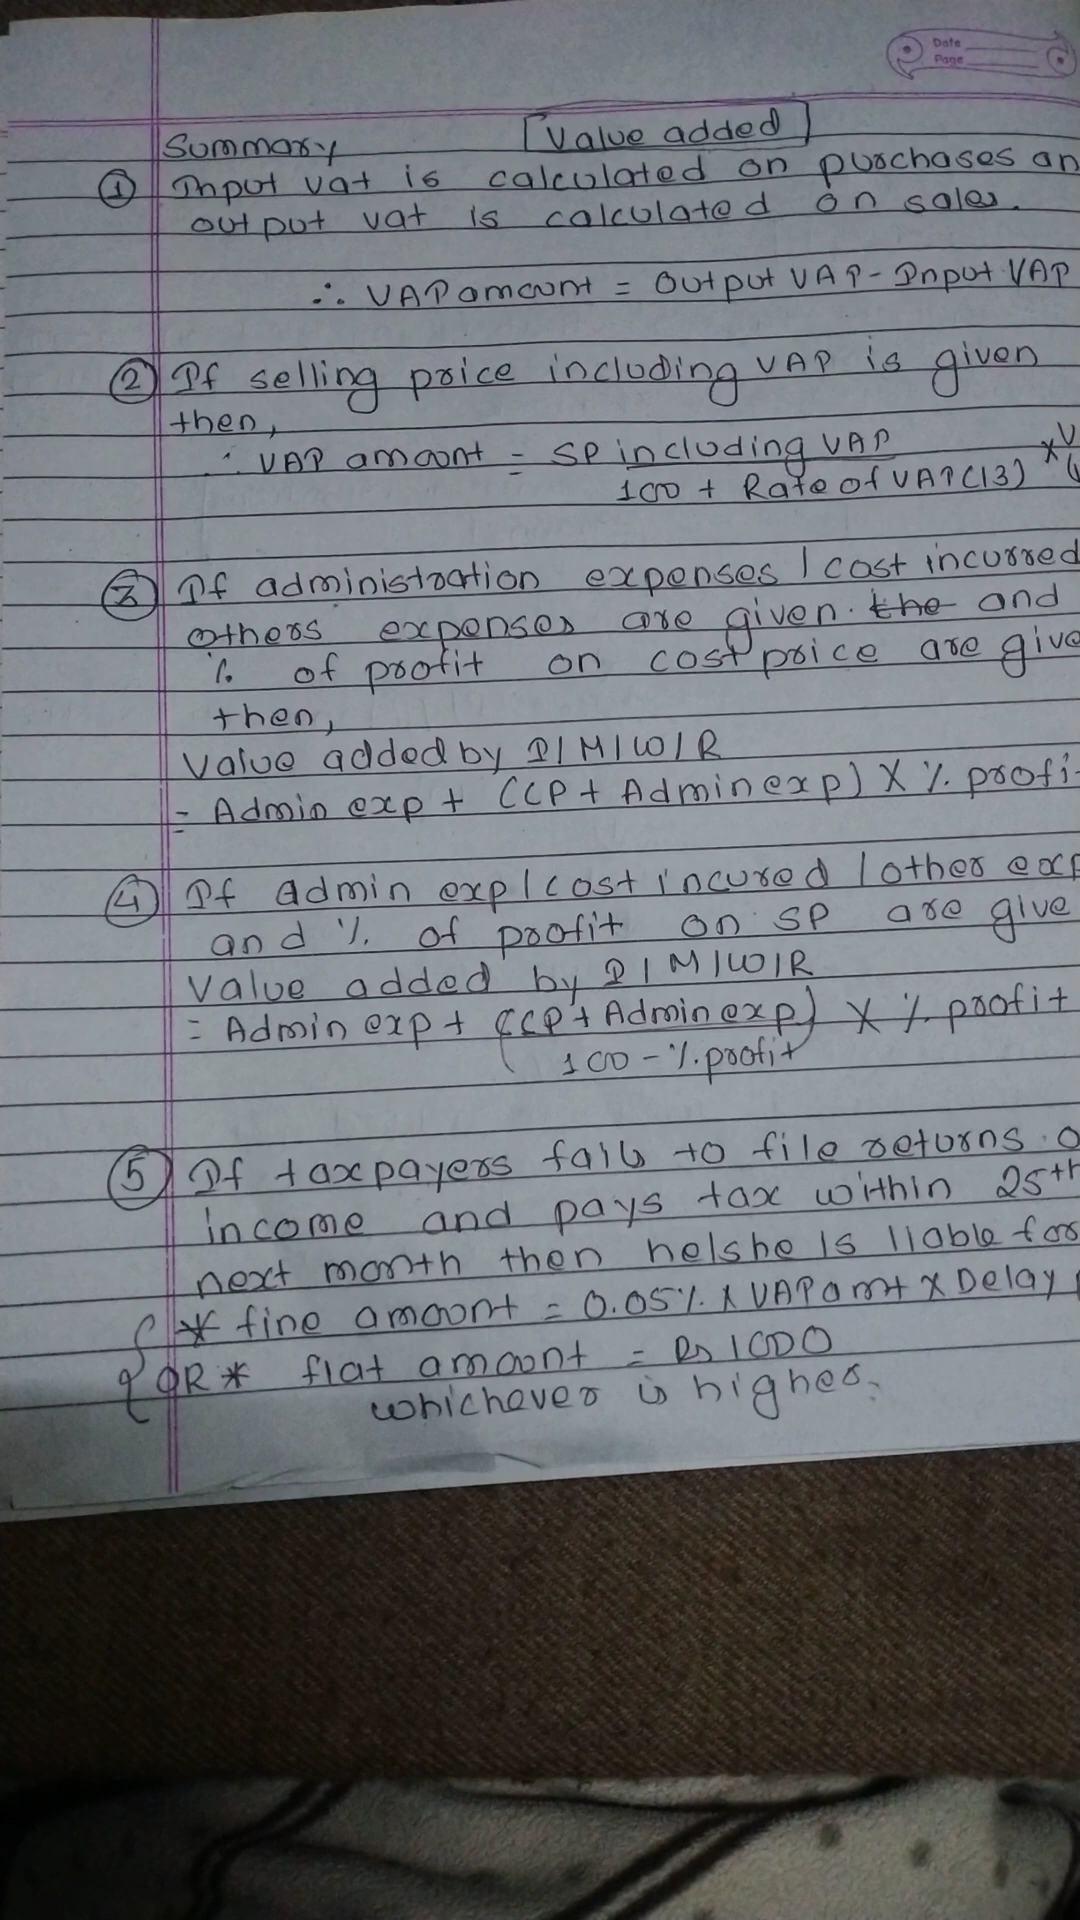 Date
Page
Summary [Value added]
① Input vat is calculated on purchases an
output vat is calculated on sales.
∴ VAT amount = Output VAT - Input VAT
② If selling price including VAT is given
then,
∴ VAT amount = SP including VAT
100 + Rate of VAT (13) × V
③ If administration expenses / cost incurred
others expenses are given. the and
% of profit on cost price are give
then,
Value added by I/M/W/R
= Admin exp + (CP + Admin exp) X % profi
④ If admin exp / cost incured / other exp
and % of profit on SP are give
Value added by I/M/W/R
= Admin exp + (CP + Admin exp) X % profit
100 - % profit
⑤ If taxpayers fails to file returns o
income and pays tax within 25th
next month then he/she is liable for
* fine amount = 0.05% X VAT amt X Delay
OR * flat amount = Rs 1000
whichever is higher.